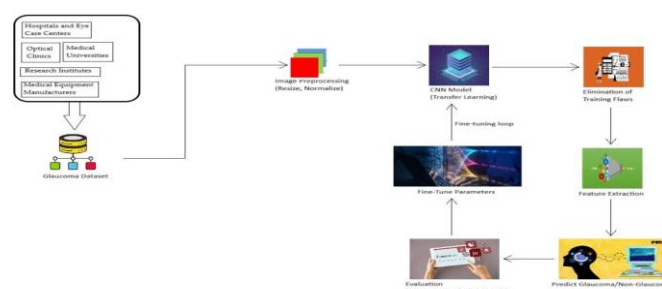 Hospitals and Eye
Care Centers
Optical
Clinics
Medical
Universities
Research Institutes
Medical Equipment
Manufacturers
Glaucoma Dataset
Image Preprocessing
(Resize, Normalize)
CNN Model
(Transfer Learning)
Elimination of
Training Flaws
Fine-tuning loop
Fine-Tune Parameters
Feature Extraction
Evaluation
Predict Glaucoma/Non-Glauco